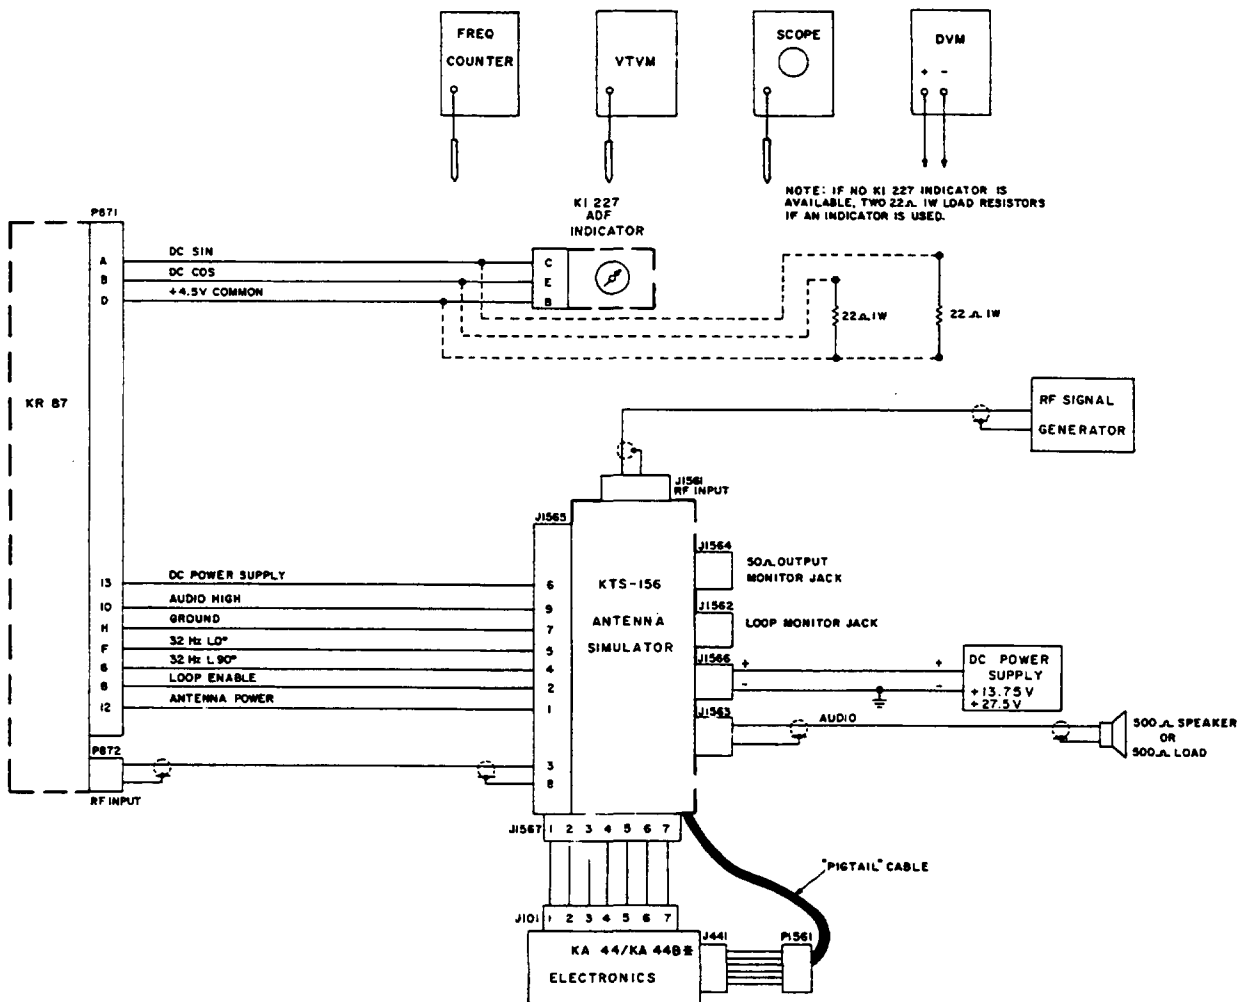 FREQ
COUNTER
VTVM
SCOPE
DVM
+ -
NOTE: IF NO KI 227 INDICATOR IS
AVAILABLE, TWO 22Ω 1W LOAD RESISTORS
IF AN INDICATOR IS USED.
KI 227
ADF
INDICATOR
P871
A
DC SIN
C
B
DC COS
E
D
+4.5V COMMON
B
22Ω 1W
22Ω 1W
KR 87
RF SIGNAL
GENERATOR
J1561
RF INPUT
J1565
13
DC POWER SUPPLY
6
10
AUDIO HIGH
9
H
GROUND
7
F
32 Hz L0°
5
6
32 Hz L 90°
4
8
LOOP ENABLE
2
12
ANTENNA POWER
1
P872
3
8
RF INPUT
KTS-156
ANTENNA
SIMULATOR
J1564
50Ω OUTPUT
MONITOR JACK
J1562
LOOP MONITOR JACK
J1566
+ +
- -
DC POWER
SUPPLY
+13.75 V
+27.5 V
J1563
AUDIO
500Ω SPEAKER
OR
500Ω LOAD
J1567 1 2 3 4 5 6 7
"PIGTAIL" CABLE
J101 1 2 3 4 5 6 7
KA 44/KA 44B*
ELECTRONICS
J441
P1561